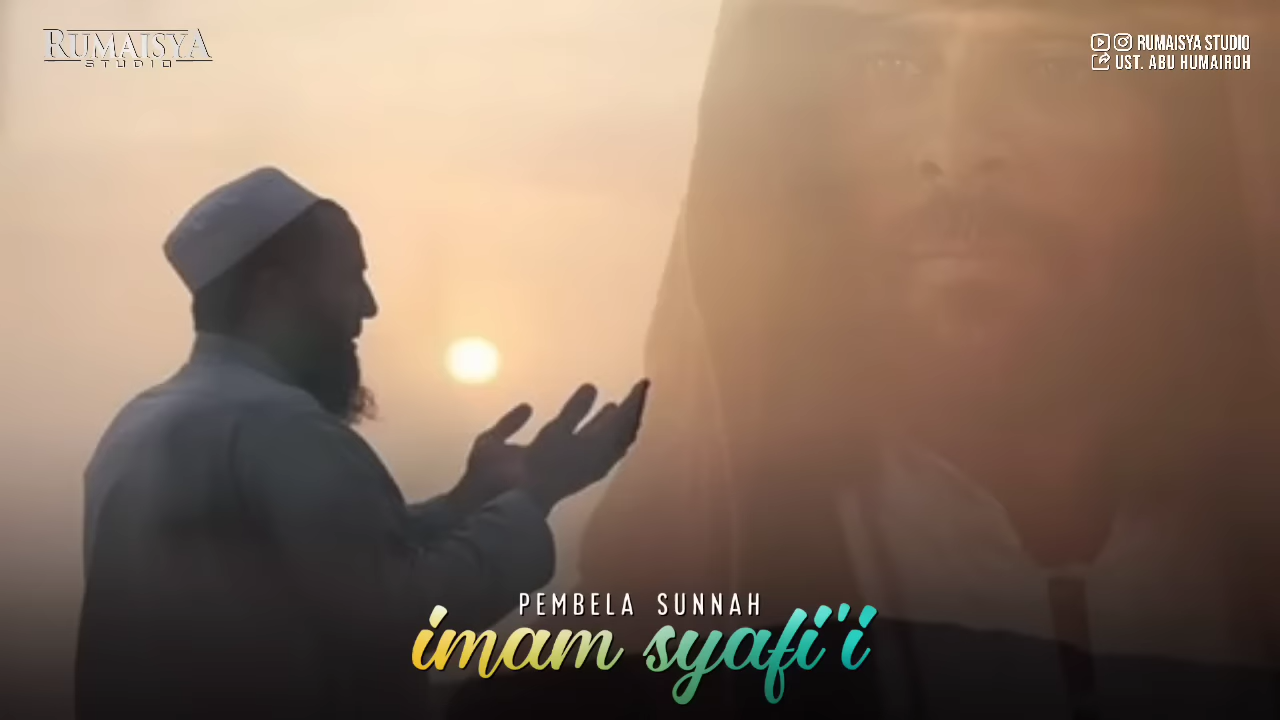 RUMAISYA
STUDIO
RUMAISYA STUDIO
UST. ABU HUMAIROH
PEMBELA SUNNAH
imam syafi'i